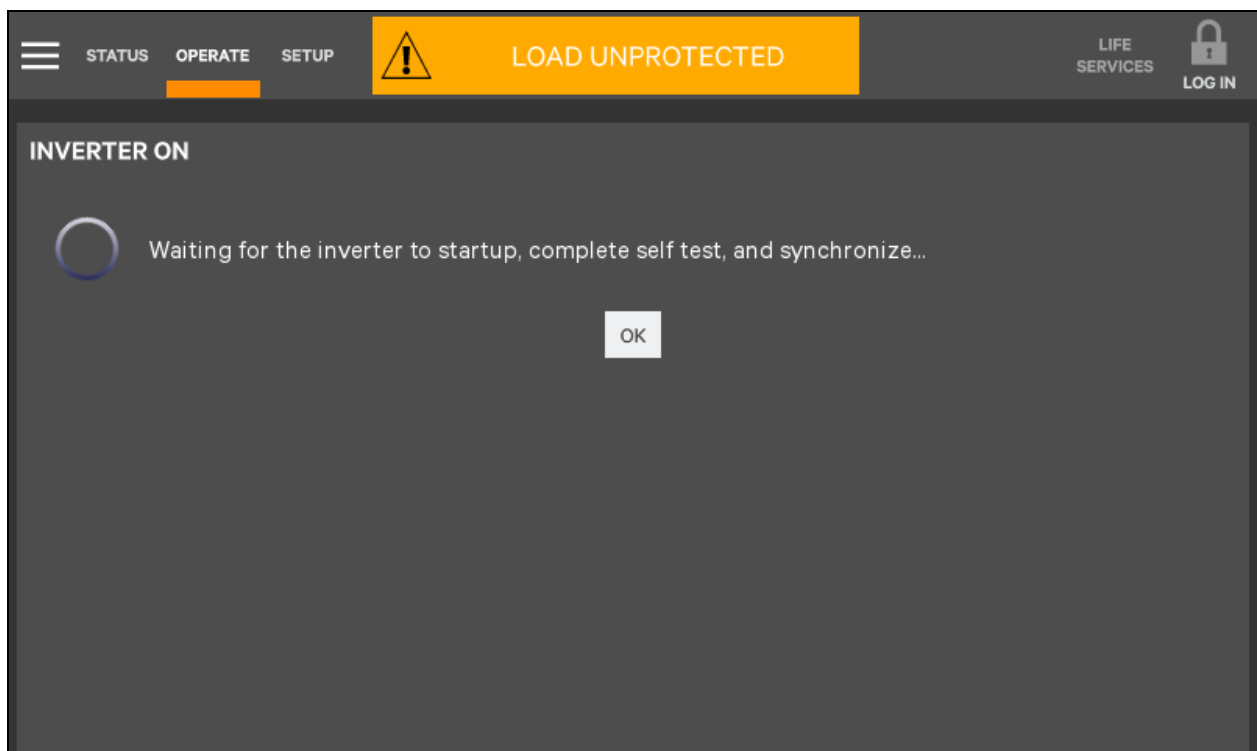 STATUS OPERATE SETUP
LOAD UNPROTECTED
LIFE
SERVICES
LOG IN
INVERTER ON
Waiting for the inverter to startup, complete self test, and synchronize...
OK